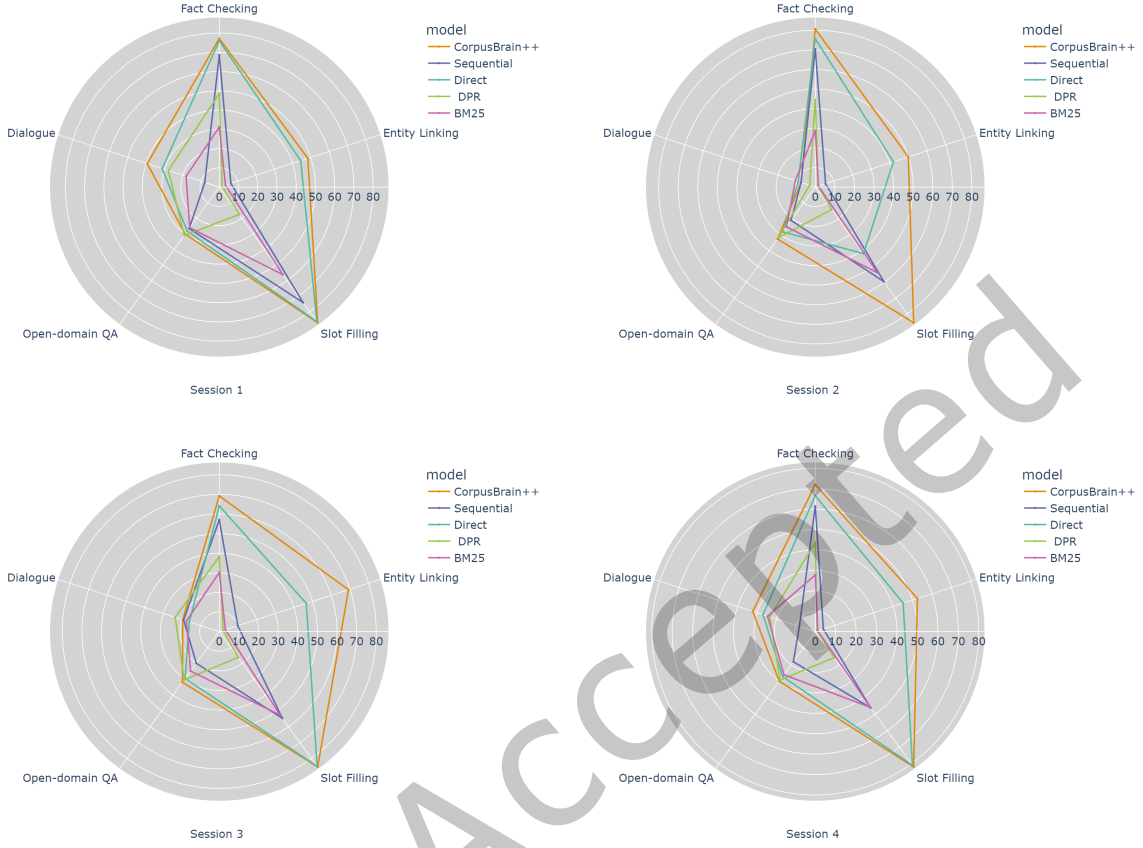 Fact Checking
model
CorpusBrain++
Sequential
Direct
DPR
BM25
Dialogue
Entity Linking
0 10 20 30 40 50 60 70 80
Open-domain QA
Slot Filling
Session 1
Fact Checking
model
CorpusBrain++
Sequential
Direct
DPR
BM25
Dialogue
Entity Linking
0 10 20 30 40 50 60 70 80
Open-domain QA
Slot Filling
Session 2
Fact Checking
model
CorpusBrain++
Sequential
Direct
DPR
BM25
Dialogue
Entity Linking
0 10 20 30 40 50 60 70 80
Open-domain QA
Slot Filling
Session 3
Fact Checking
model
CorpusBrain++
Sequential
Direct
DPR
BM25
Dialogue
Entity Linking
0 10 20 30 40 50 60 70 80
Open-domain QA
Slot Filling
Session 4
Accepted